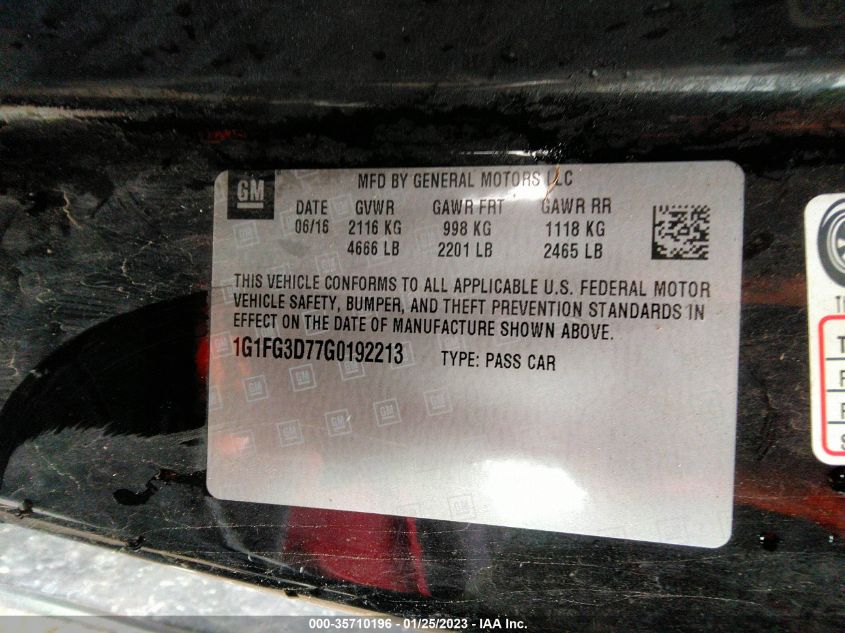 GM
MFD BY GENERAL MOTORS LLC
DATE GVWR GAWR FRT GAWR RR
06/16 2116 KG 998 KG 1118 KG
4666 LB 2201 LB 2465 LB
THIS VEHICLE CONFORMS TO ALL APPLICABLE U.S. FEDERAL MOTOR
VEHICLE SAFETY, BUMPER, AND THEFT PREVENTION STANDARDS IN
EFFECT ON THE DATE OF MANUFACTURE SHOWN ABOVE.
1G1FG3D77G0192213 TYPE: PASS CAR
000-35710196 - 01/25/2023 - IAA Inc.